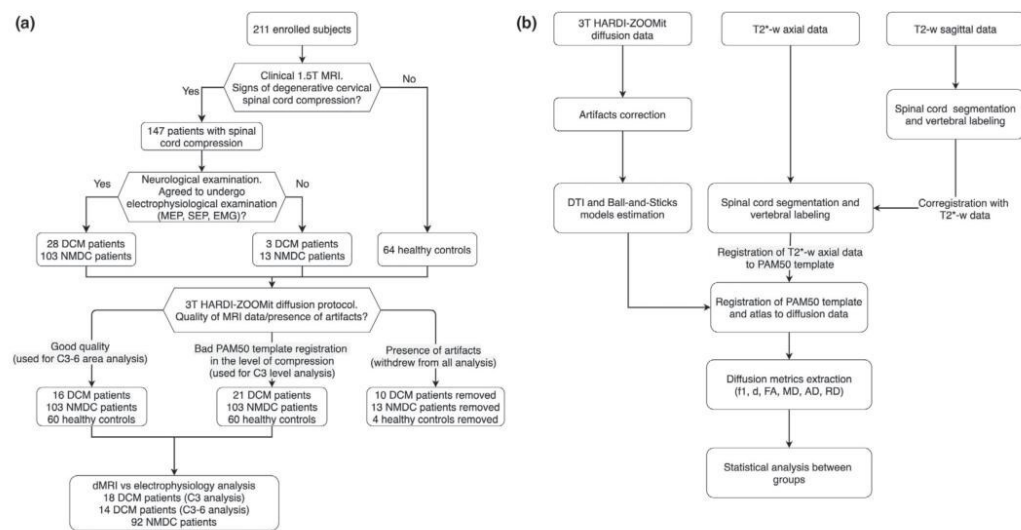 (a)
211 enrolled subjects
Clinical 1.5T MRI.
Signs of degenerative cervical
spinal cord compression?
Yes
No
147 patients with spinal
cord compression
Neurological examination.
Agreed to undergo
electrophysiological examination
(MEP, SEP, EMG)?
Yes
No
28 DCM patients
103 NMDC patients
3 DCM patients
13 NMDC patients
64 healthy controls
3T HARDI-ZOOMit diffusion protocol.
Quality of MRI data/presence of artifacts?
Good quality
(used for C3-6 area analysis)
Bad PAM50 template registration
in the level of compression
(used for C3 level analysis)
Presence of artifacts
(withdrew from all analysis)
16 DCM patients
103 NMDC patients
60 healthy controls
21 DCM patients
103 NMDC patients
60 healthy controls
10 DCM patients removed
13 NMDC patients removed
4 healthy controls removed
dMRI vs electrophysiology analysis
18 DCM patients (C3 analysis)
14 DCM patients (C3-6 analysis)
92 NMDC patients
(b)
3T HARDI-ZOOMit
diffusion data
T2*-w axial data
T2-w sagittal data
Artifacts correction
Spinal cord segmentation
and vertebral labeling
DTI and Ball-and-Sticks
models estimation
Spinal cord segmentation and
vertebral labeling
Corregistration with
T2*-w data
Registration of T2*-w axial data
to PAM50 template
Registration of PAM50 template
and atlas to diffusion data
Diffusion metrics extraction
(f1, d, FA, MD, AD, RD)
Statistical analysis between
groups